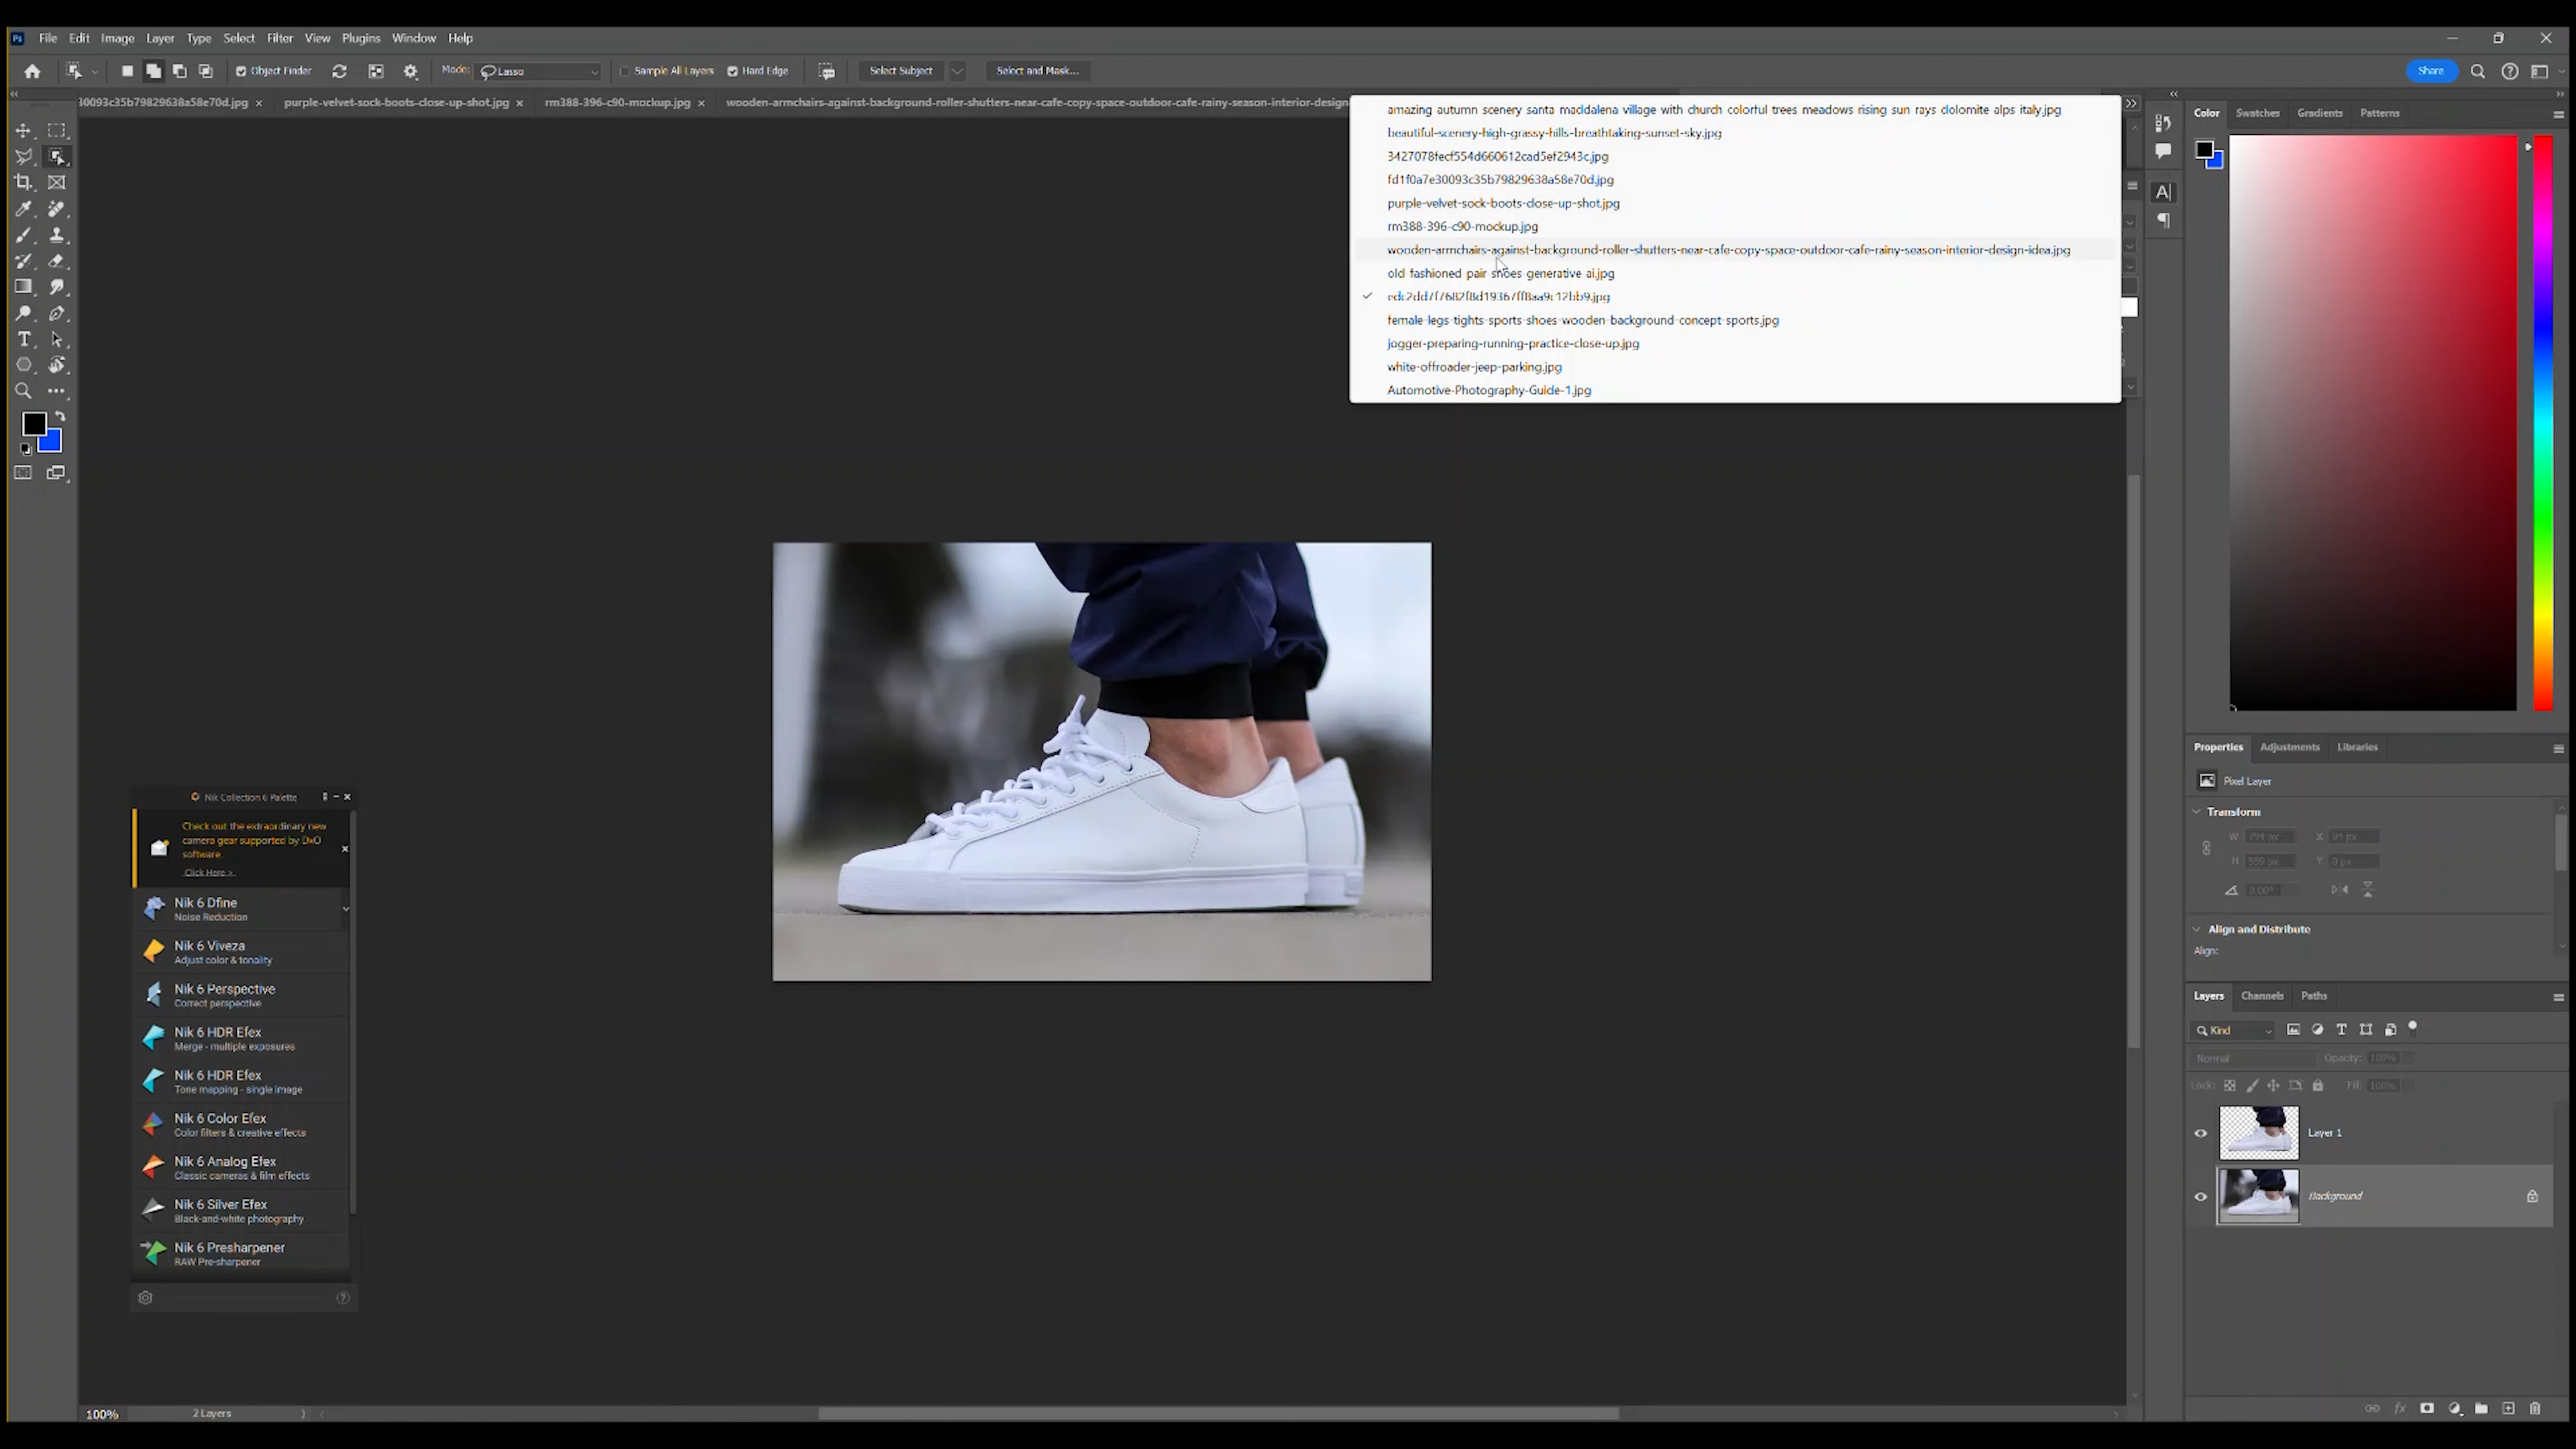 Ps File Edit Image Layer Type Select Filter View Plugins Window Help
Object Finder Mode: Lasso Sample All Layers Hard Edge Select Subject Select and Mask... Share
30093c35b79829638a58e70d.jpg × purple-velvet-sock-boots-close-up-shot.jpg × rm388-396-c90-mockup.jpg × wooden-armchairs-against-background-roller-shutters-near-cafe-copy-space-outdoor-cafe-rainy-season-interior-design
amazing autumn scenery santa maddalena village with church colorful trees meadows rising sun rays dolomite alps italy.jpg
beautiful-scenery-high-grassy-hills-breathtaking-sunset-sky.jpg
3427078fecf554d660612cad5ef2943c.jpg
fd1f0a7e30093c35b79829638a58e70d.jpg
purple-velvet-sock-boots-close-up-shot.jpg
rm388-396-c90-mockup.jpg
wooden-armchairs-against-background-roller-shutters-near-cafe-copy-space-outdoor-cafe-rainy-season-interior-design-idea.jpg
old fashioned pair shoes generative ai.jpg
edc2dd7f7682f8d19367ff8aa9c12bb9.jpg
female-legs-tights-sports-shoes-wooden-background-concept-sports.jpg
jogger-preparing-running-practice-close-up.jpg
white-offroader-jeep-parking.jpg
Automotive-Photography-Guide-1.jpg
Color Swatches Gradients Patterns
Nik Collection 6 Palette
Check out the extraordinary new
camera gear supported by DxO
software.
Click Here >
Nik 6 Dfine
Noise Reduction
Nik 6 Viveza
Adjust color & tonality
Nik 6 Perspective
Correct perspective
Nik 6 HDR Efex
Merge - multiple exposures
Nik 6 HDR Efex
Tone mapping - single image
Nik 6 Color Efex
Color filters & creative effects
Nik 6 Analog Efex
Classic cameras & film effects
Nik 6 Silver Efex
Black-and-white photography
Nik 6 Presharpener
RAW Pre-sharpener
Properties Adjustments Libraries
Pixel Layer
Transform
W 794 px X 94 px
H 559 px Y 0 px
0.00°
Align and Distribute
Align:
Layers Channels Paths
Kind
Normal Opacity: 100%
Lock: Fill: 100%
Layer 1
Background
100% 2 Layers